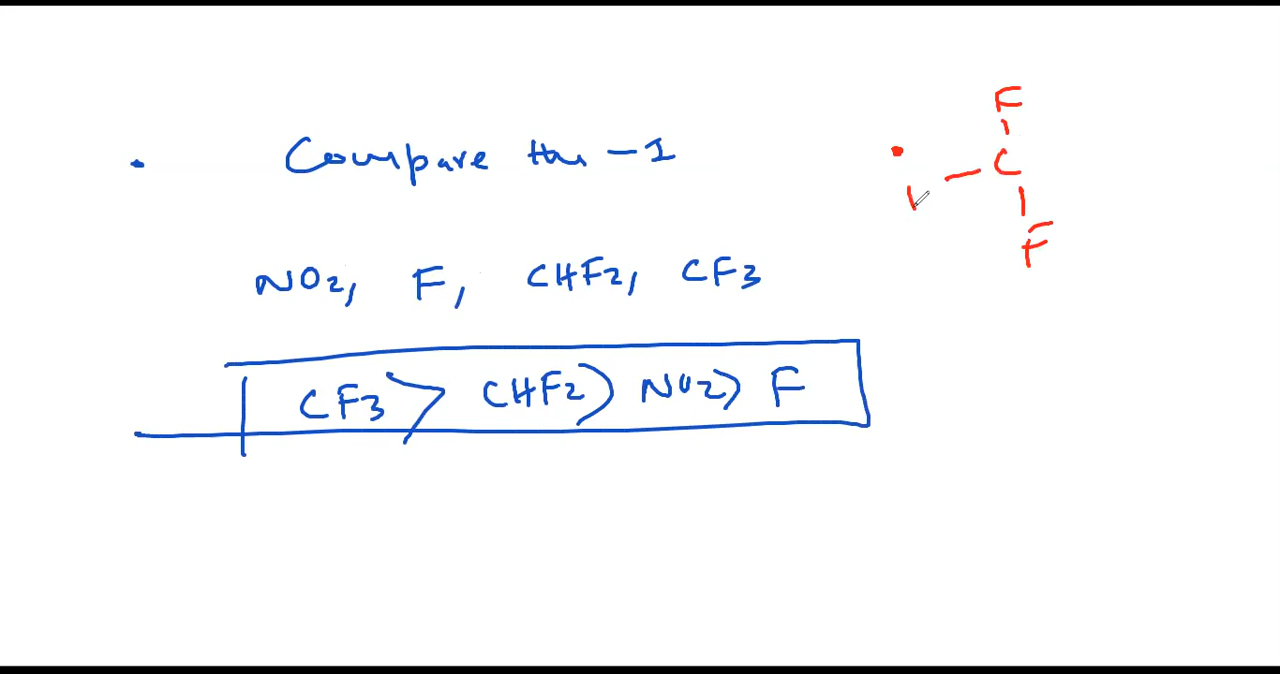 Compare the -I
NO2, F, CHF2, CF3
CF3 > CHF2 > NO2 > F
F
C
F